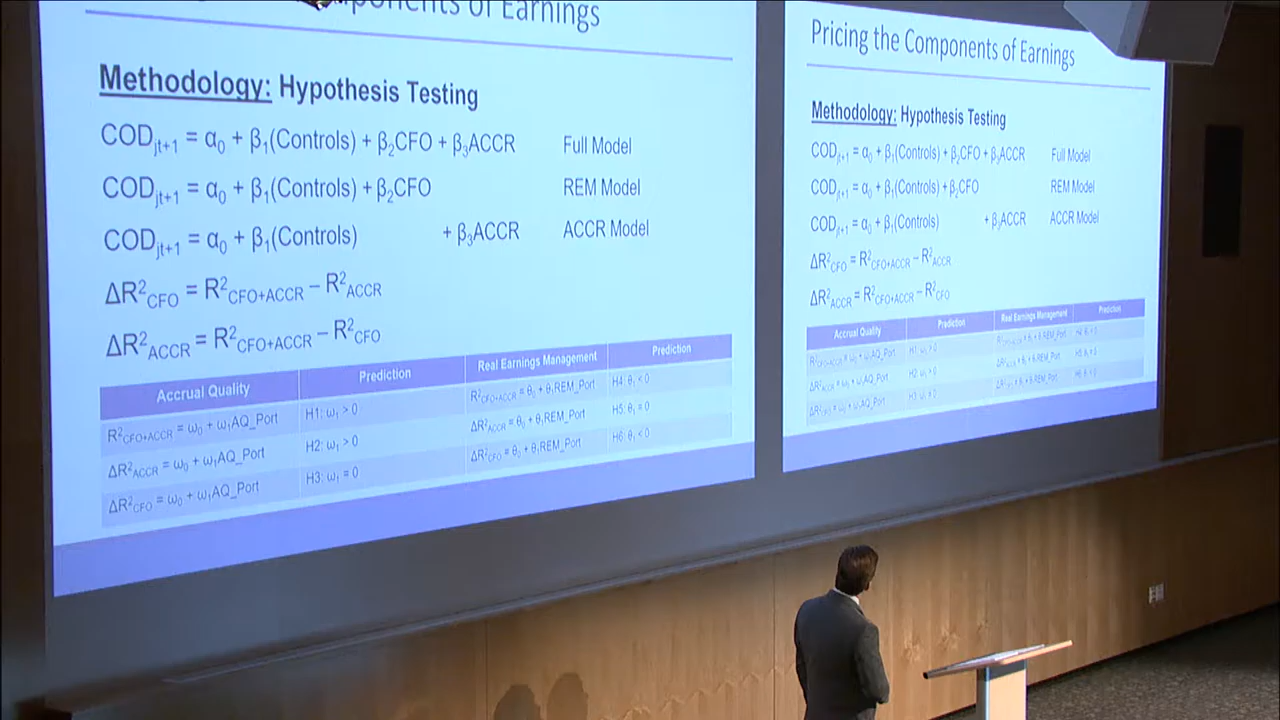 ponents of Earnings
Methodology: Hypothesis Testing
CODjt+1 = α0 + β1(Controls) + β2CFO + β3ACCR Full Model
CODjt+1 = α0 + β1(Controls) + β2CFO REM Model
CODjt+1 = α0 + β1(Controls) + β3ACCR ACCR Model
ΔR²CFO = R²CFO+ACCR – R²ACCR
ΔR²ACCR = R²CFO+ACCR – R²CFO
Accrual Quality Prediction Real Earnings Management Prediction
R²CFO+ACCR = ω0 + ω1AQ_Port H1: ω1 > 0 R²CFO+ACCR = θ0 + θ1REM_Port H4: θ1 < 0
ΔR²ACCR = ω0 + ω1AQ_Port H2: ω1 > 0 ΔR²ACCR = θ0 + θ1REM_Port H5: θ1 = 0
ΔR²CFO = ω0 + ω1AQ_Port H3: ω1 = 0 ΔR²CFO = θ0 + θ1REM_Port H6: θ1 < 0
Pricing the Components of Earnings
Methodology: Hypothesis Testing
CODjt+1 = α0 + β1(Controls) + β2CFO + β3ACCR Full Model
CODjt+1 = α0 + β1(Controls) + β2CFO REM Model
CODjt+1 = α0 + β1(Controls) + β3ACCR ACCR Model
ΔR²CFO = R²CFO+ACCR – R²ACCR
ΔR²ACCR = R²CFO+ACCR – R²CFO
Accrual Quality Prediction Real Earnings Management Prediction